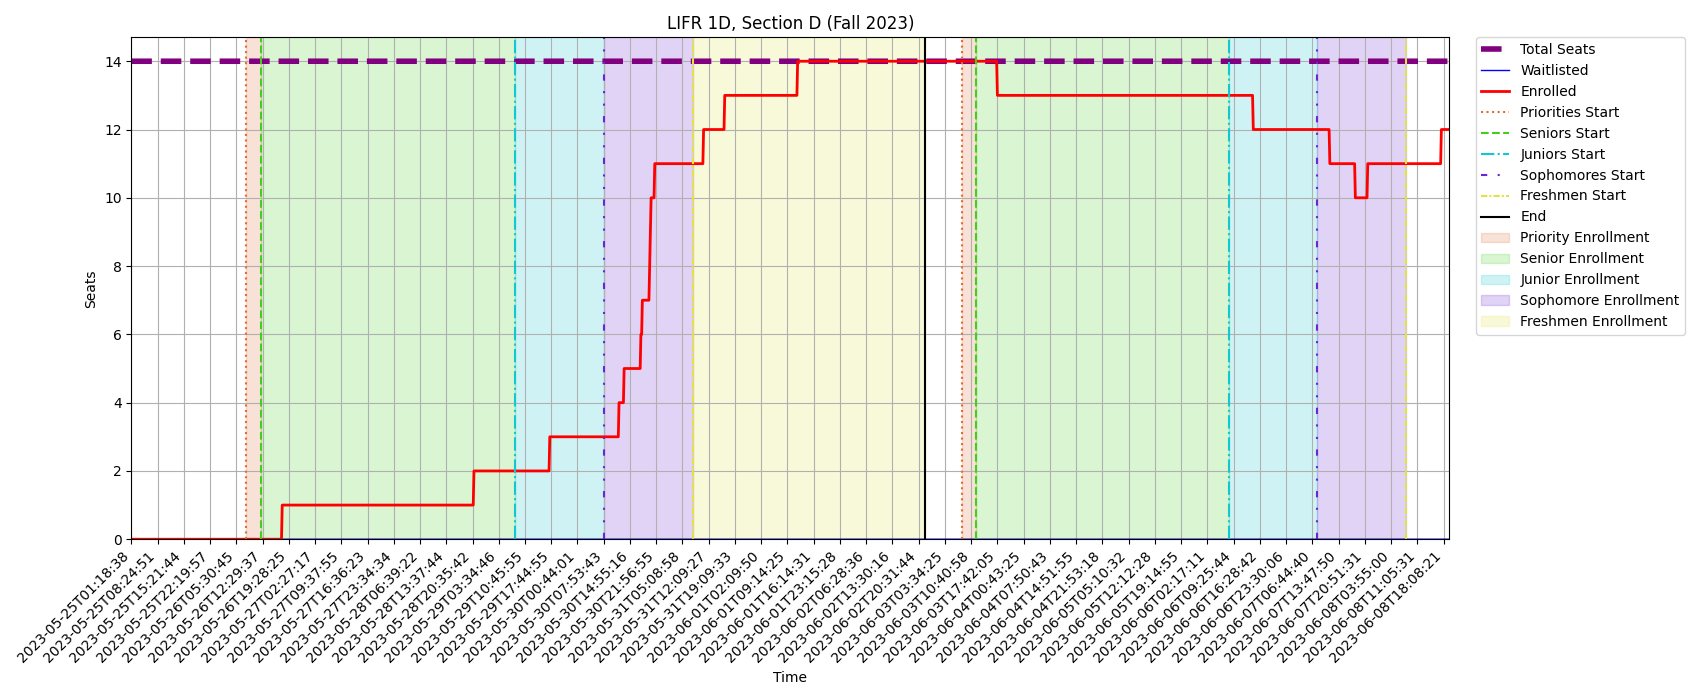 LIFR 1D, Section D (Fall 2023)
14
12
10
8
6
4
2
0
Seats
2023-05-25T01:18:38
2023-05-25T08:24:51
2023-05-25T15:21:44
2023-05-25T22:19:57
2023-05-26T05:30:45
2023-05-26T12:29:37
2023-05-26T19:28:25
2023-05-27T02:27:17
2023-05-27T09:37:55
2023-05-27T16:36:23
2023-05-27T23:34:34
2023-05-28T06:39:22
2023-05-28T13:37:44
2023-05-28T20:35:42
2023-05-29T03:34:46
2023-05-29T10:45:55
2023-05-29T17:44:55
2023-05-30T00:44:01
2023-05-30T07:53:43
2023-05-30T14:55:16
2023-05-30T21:56:55
2023-05-31T05:08:58
2023-05-31T12:09:27
2023-05-31T19:09:33
2023-06-01T02:09:50
2023-06-01T09:14:25
2023-06-01T16:14:31
2023-06-01T23:15:28
2023-06-02T06:28:36
2023-06-02T13:30:16
2023-06-02T20:31:44
2023-06-03T03:34:25
2023-06-03T10:40:58
2023-06-03T17:42:05
2023-06-04T00:43:25
2023-06-04T07:50:43
2023-06-04T14:51:55
2023-06-04T21:53:18
2023-06-05T05:10:32
2023-06-05T12:12:28
2023-06-05T19:14:55
2023-06-06T02:17:11
2023-06-06T09:25:44
2023-06-06T16:28:42
2023-06-06T23:30:06
2023-06-07T06:44:40
2023-06-07T13:47:50
2023-06-07T20:51:31
2023-06-08T03:55:00
2023-06-08T11:05:31
2023-06-08T18:08:21
Time
Total Seats
Waitlisted
Enrolled
Priorities Start
Seniors Start
Juniors Start
Sophomores Start
Freshmen Start
End
Priority Enrollment
Senior Enrollment
Junior Enrollment
Sophomore Enrollment
Freshmen Enrollment